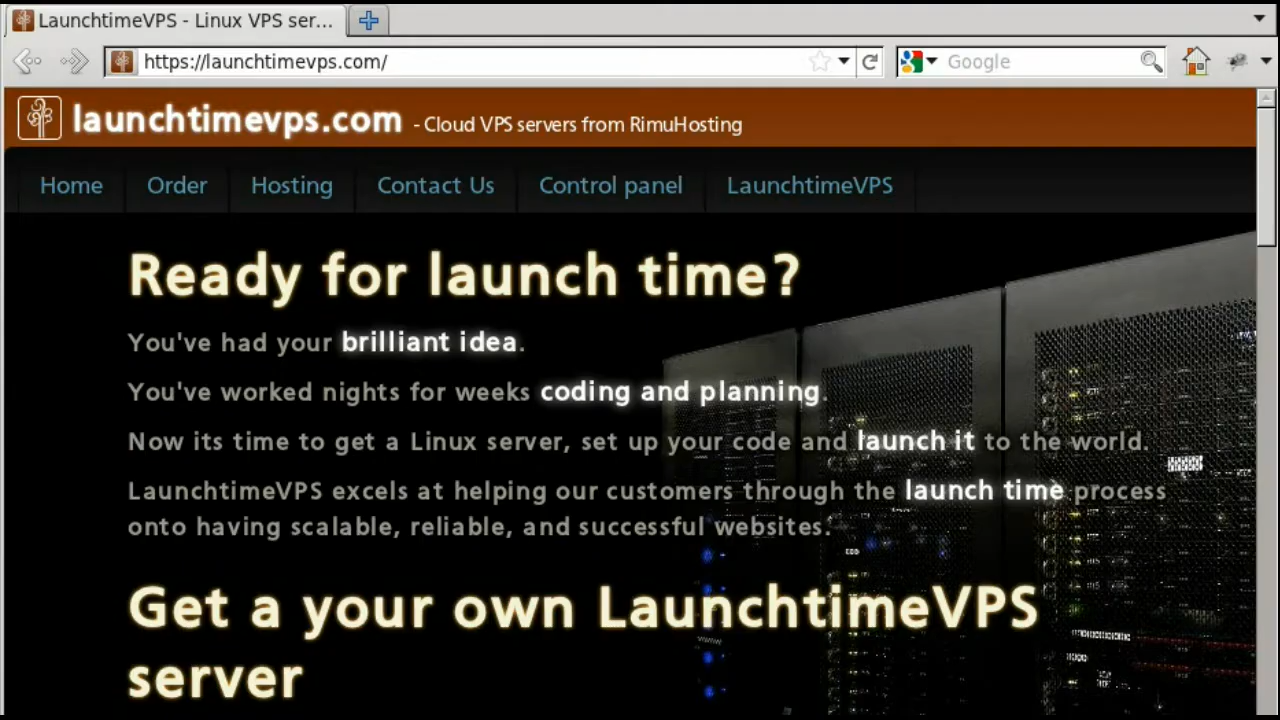 LaunchtimeVPS - Linux VPS ser...
https://launchtimevps.com/
Google
launchtimevps.com - Cloud VPS servers from RimuHosting
Home Order Hosting Contact Us Control panel LaunchtimeVPS
Ready for launch time?
You've had your brilliant idea.
You've worked nights for weeks coding and planning.
Now its time to get a Linux server, set up your code and launch it to the world.
LaunchtimeVPS excels at helping our customers through the launch time process
onto having scalable, reliable, and successful websites.
Get a your own LaunchtimeVPS
server